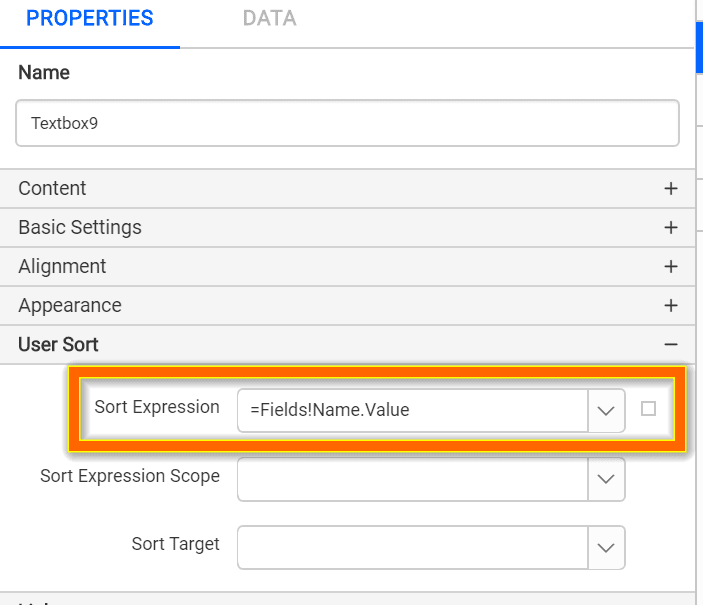 PROPERTIES DATA
Name
Textbox9
Content
Basic Settings
Alignment
Appearance
User Sort
Sort Expression =Fields!Name.Value
Sort Expression Scope
Sort Target